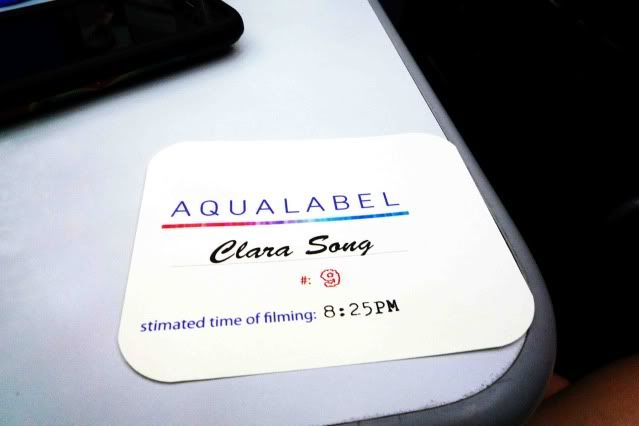 AQUALABEL
Clara Song
#: 9
stimated time of filming: 8:25PM